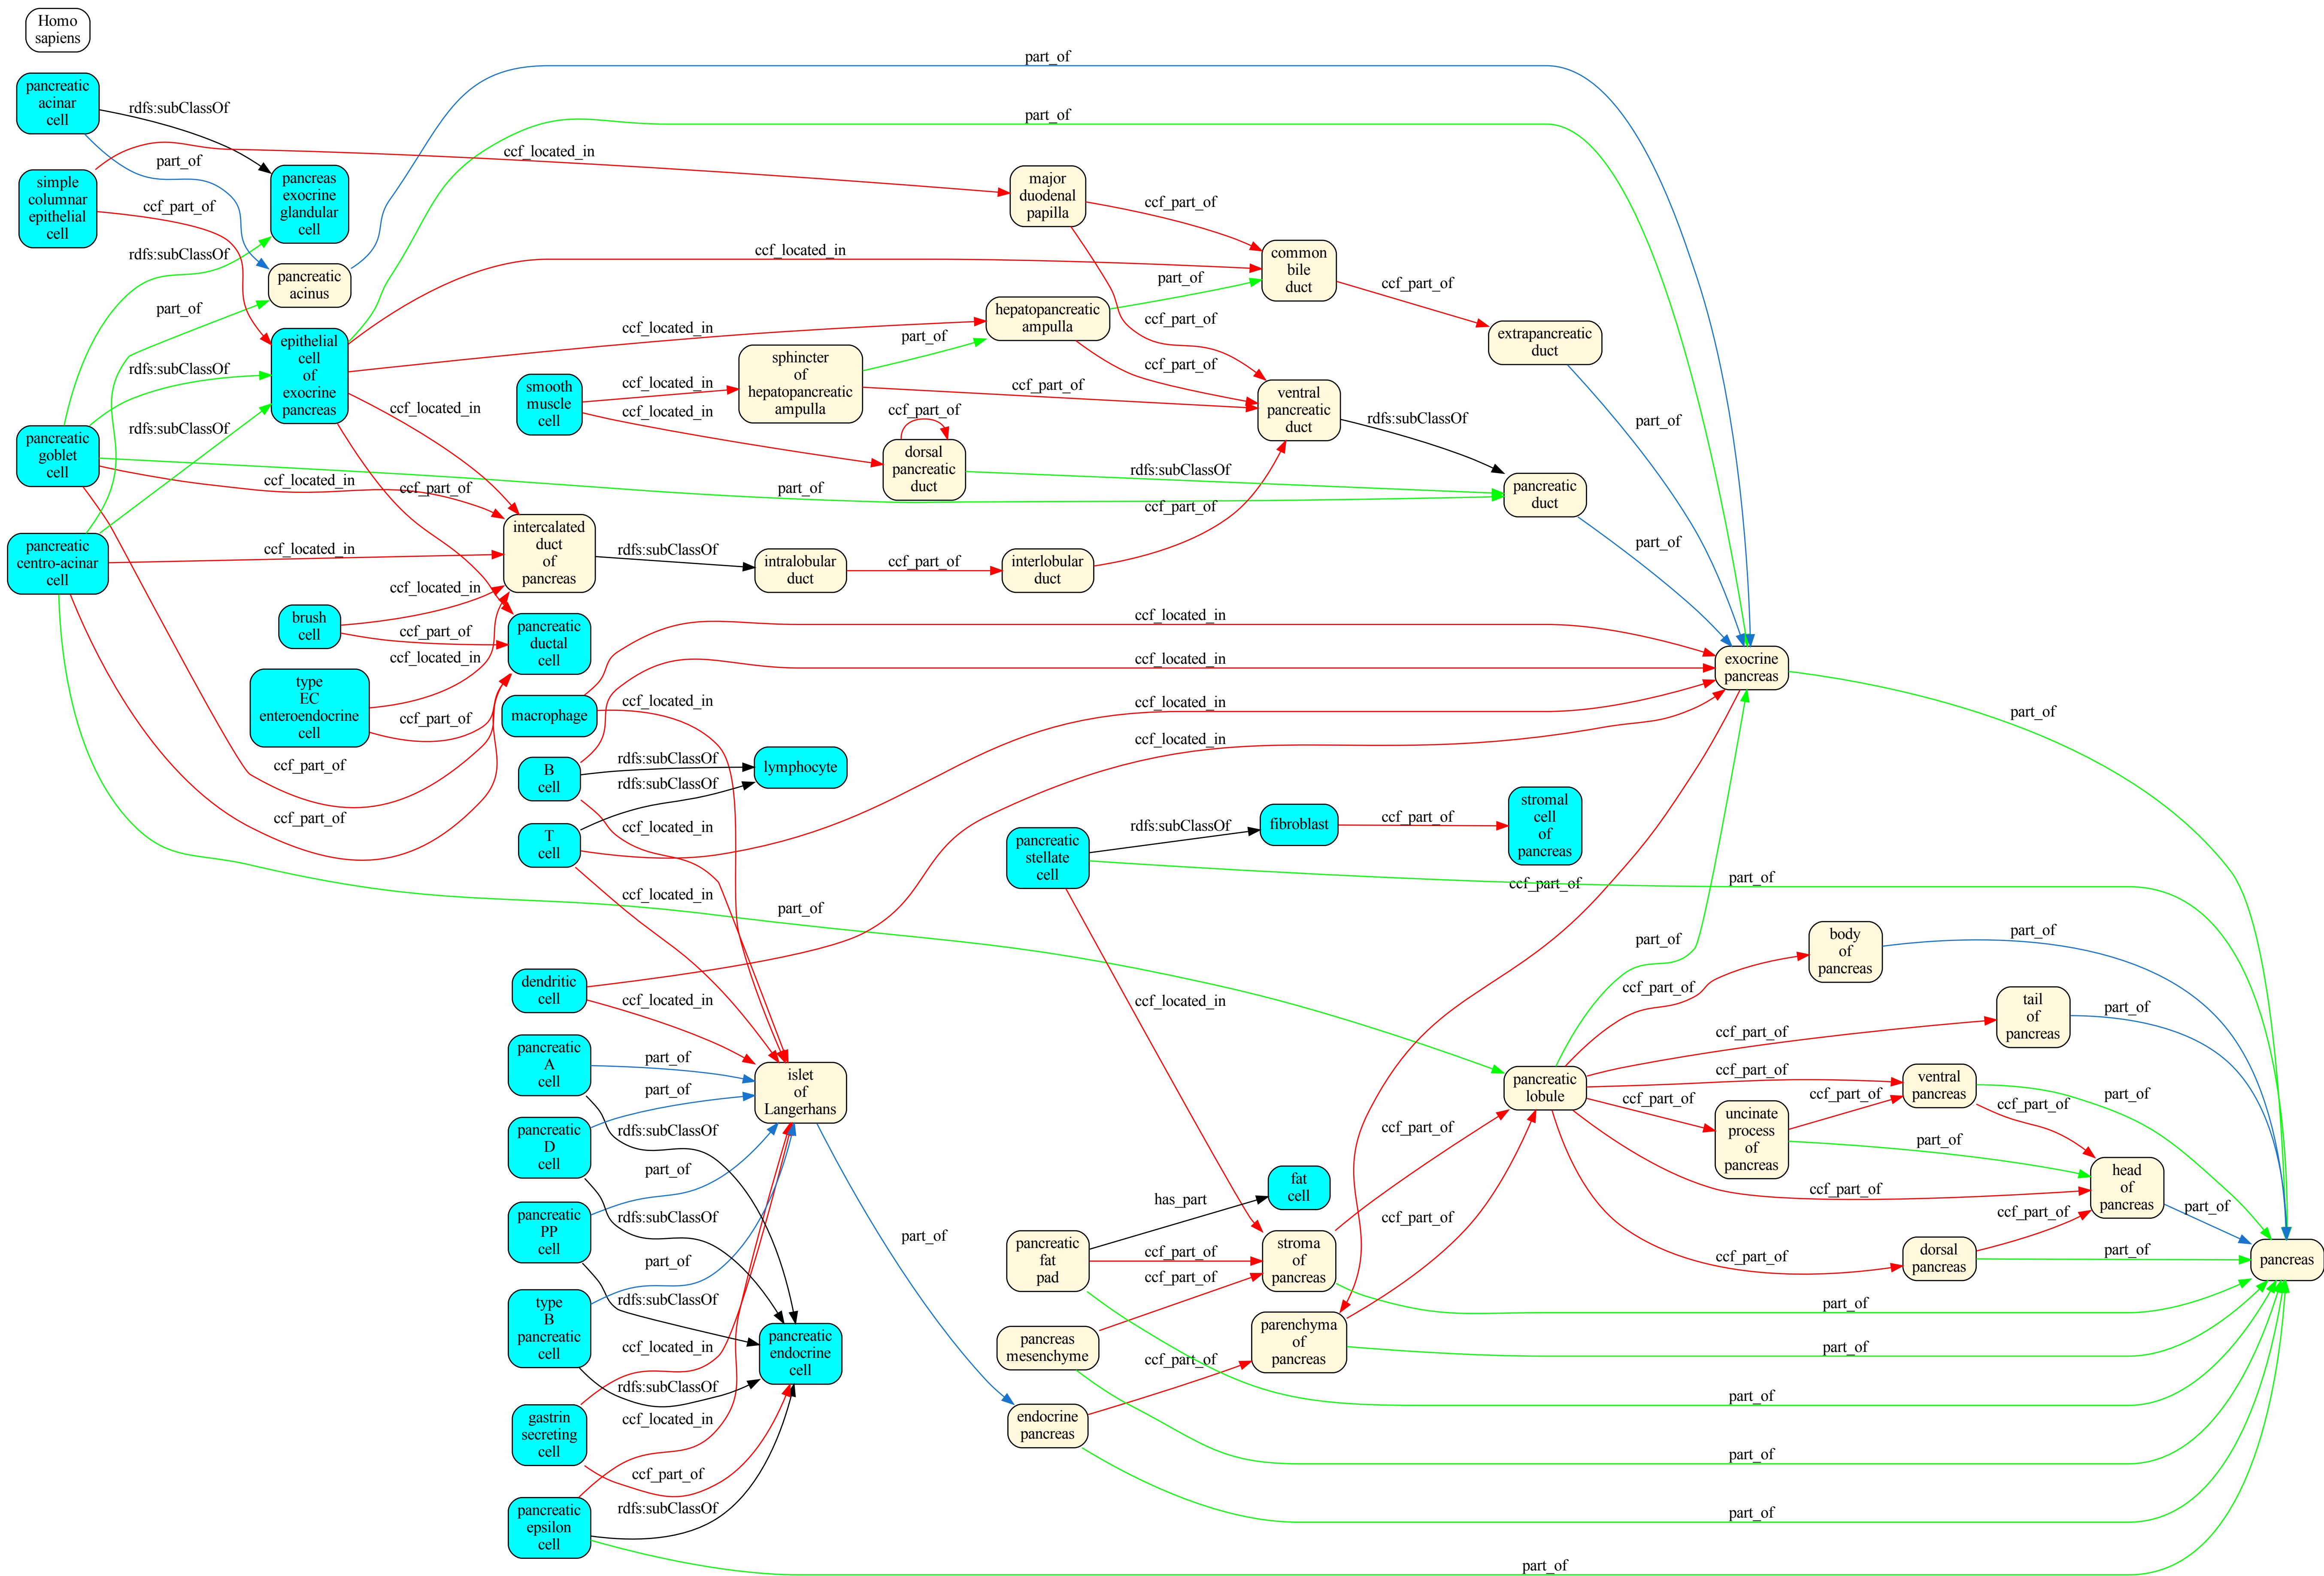 Homo
sapiens
pancreatic
acinar
cell
simple
columnar
epithelial
cell
pancreatic
goblet
cell
pancreatic
centro-acinar
cell
rdfs:subClassOf
part_of
ccf_part_of
rdfs:subClassOf
part_of
rdfs:subClassOf
rdfs:subClassOf
pancreas
exocrine
glandular
cell
pancreatic
acinus
epithelial
cell
of
exocrine
pancreas
ccf_located_in
ccf_located_in
brush
cell
type
EC
enteroendocrine
cell
ccf_part_of
ccf_part_of
ccf_located_in
ccf_located_in
ccf_part_of
ccf_located_in
ccf_part_of
ccf_located_in
ccf_part_of
ccf_located_in
smooth
muscle
cell
intercalated
duct
of
pancreas
pancreatic
ductal
cell
macrophage
B
cell
T
cell
dendritic
cell
pancreatic
A
cell
pancreatic
D
cell
pancreatic
PP
cell
type
B
pancreatic
cell
gastrin
secreting
cell
pancreatic
epsilon
cell
ccf_located_in
ccf_located_in
ccf_located_in
rdfs:subClassOf
ccf_located_in
rdfs:subClassOf
rdfs:subClassOf
ccf_located_in
ccf_located_in
ccf_located_in
part_of
part_of
rdfs:subClassOf
part_of
rdfs:subClassOf
part_of
rdfs:subClassOf
ccf_located_in
rdfs:subClassOf
ccf_located_in
ccf_part_of
rdfs:subClassOf
sphincter
of
hepatopancreatic
ampulla
part_of
intralobular
duct
lymphocyte
part_of
islet
of
Langerhans
pancreatic
endocrine
cell
ccf_located_in
part_of
ccf_part_of
dorsal
pancreatic
duct
ccf_part_of
part_of
part_of
part_of
major
duodenal
papilla
hepatopancreatic
ampulla
ccf_part_of
interlobular
duct
pancreatic
stellate
cell
pancreatic
fat
pad
pancreas
mesenchyme
endocrine
pancreas
ccf_part_of
part_of
ccf_part_of
ccf_part_of
rdfs:subClassOf
ccf_part_of
ccf_located_in
ccf_located_in
ccf_located_in
ccf_located_in
rdfs:subClassOf
ccf_located_in
has_part
ccf_part_of
ccf_part_of
ccf_part_of
common
bile
duct
ventral
pancreatic
duct
fibroblast
fat
cell
stroma
of
pancreas
parenchyma
of
pancreas
ccf_part_of
rdfs:subClassOf
ccf_part_of
ccf_part_of
ccf_part_of
extrapancreatic
duct
pancreatic
duct
stromal
cell
of
pancreas
ccf_part_of
pancreatic
lobule
part_of
part_of
part_of
part_of
part_of
ccf_part_of
ccf_part_of
ccf_part_of
ccf_part_of
exocrine
pancreas
part_of
uncinate
process
of
pancreas
ccf_part_of
ccf_part_of
part_of
part_of
part_of
part_of
part_of
body
of
pancreas
ccf_part_of
part_of
tail
of
pancreas
ventral
pancreas
dorsal
pancreas
part_of
part_of
ccf_part_of
ccf_part_of
part_of
part_of
part_of
part_of
head
of
pancreas
part_of
pancreas